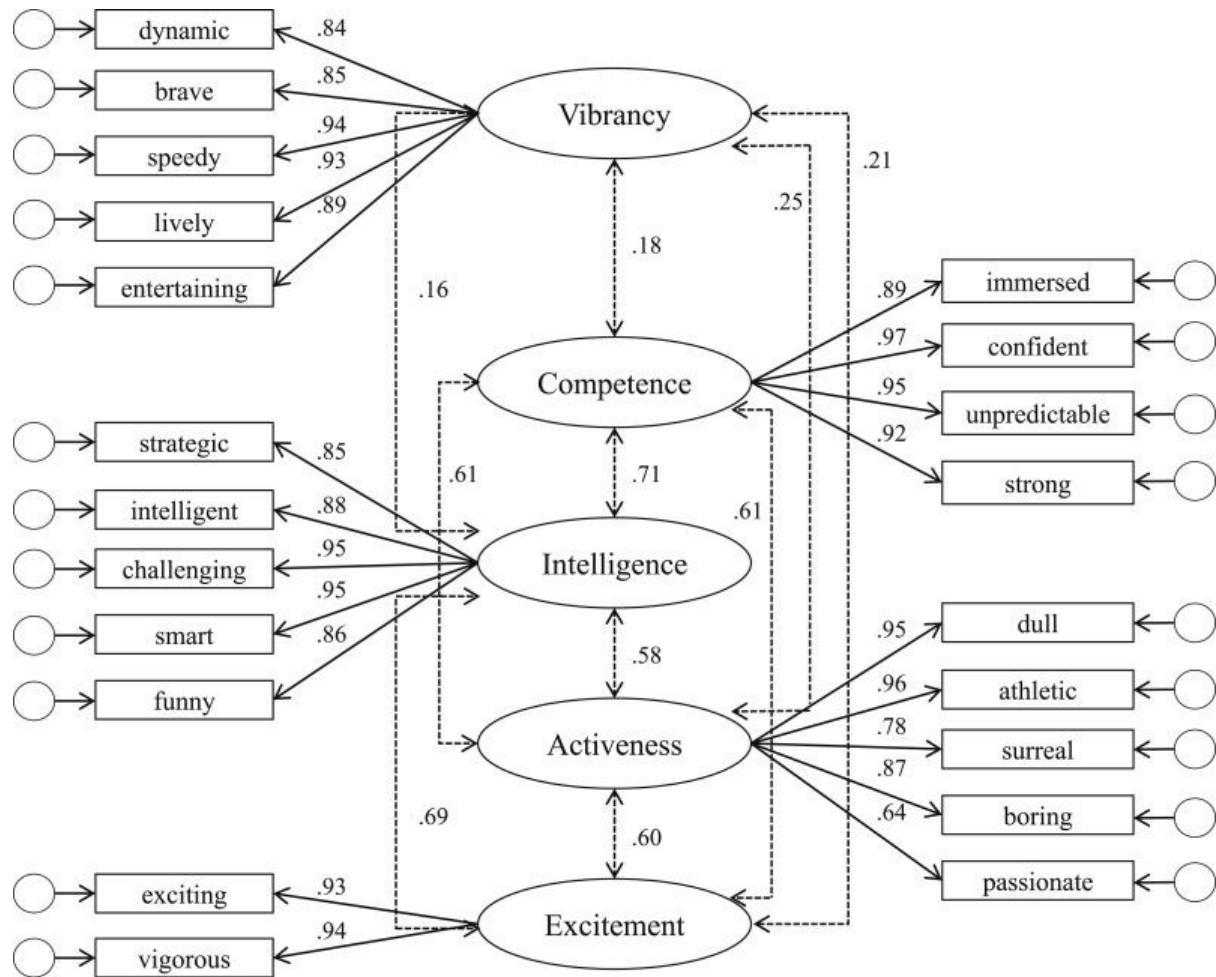 dynamic
.84
brave
.85
speedy
.94
lively
.93
entertaining
.89
Vibrancy
.21
.25
.18
.16
immersed
.89
confident
.97
unpredictable
.95
strong
.92
Competence
.61
.71
.61
strategic
.85
intelligent
.88
challenging
.95
smart
.95
funny
.86
Intelligence
.58
dull
.95
athletic
.96
surreal
.78
boring
.87
passionate
.64
Activeness
.69
.60
exciting
.93
vigorous
.94
Excitement